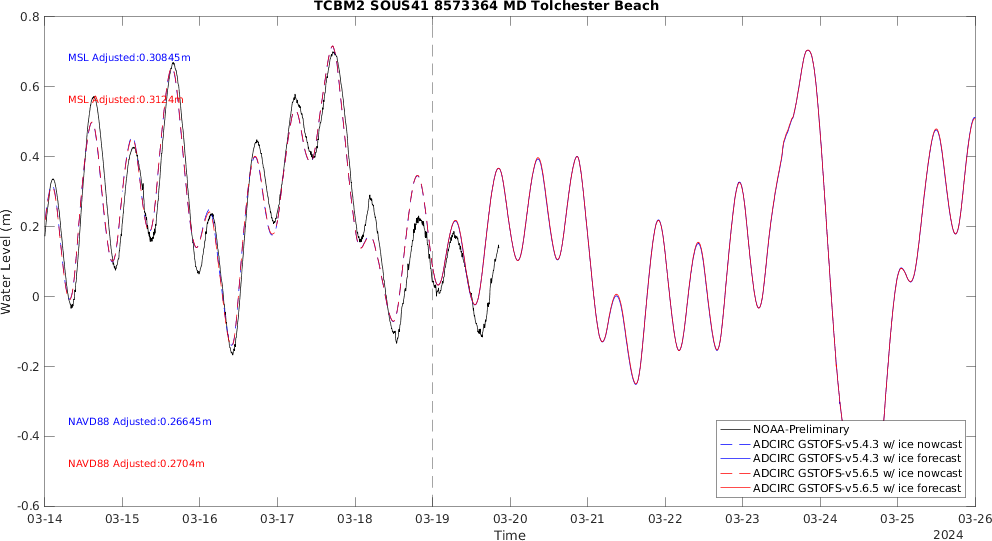 TCBM2 SOUS41 8573364 MD Tolchester Beach
0.8
0.6
0.4
0.2
0
-0.2
-0.4
-0.6
Water Level (m)
MSL Adjusted:0.30845m
MSL Adjusted:0.3124m
NAVD88 Adjusted:0.26645m
NAVD88 Adjusted:0.2704m
NOAA-Preliminary
ADCIRC GSTOFS-v5.4.3 w/ ice nowcast
ADCIRC GSTOFS-v5.4.3 w/ ice forecast
ADCIRC GSTOFS-v5.6.5 w/ ice nowcast
ADCIRC GSTOFS-v5.6.5 w/ ice forecast
03-14 03-15 03-16 03-17 03-18 03-19 03-20 03-21 03-22 03-23 03-24 03-25 03-26
Time
2024